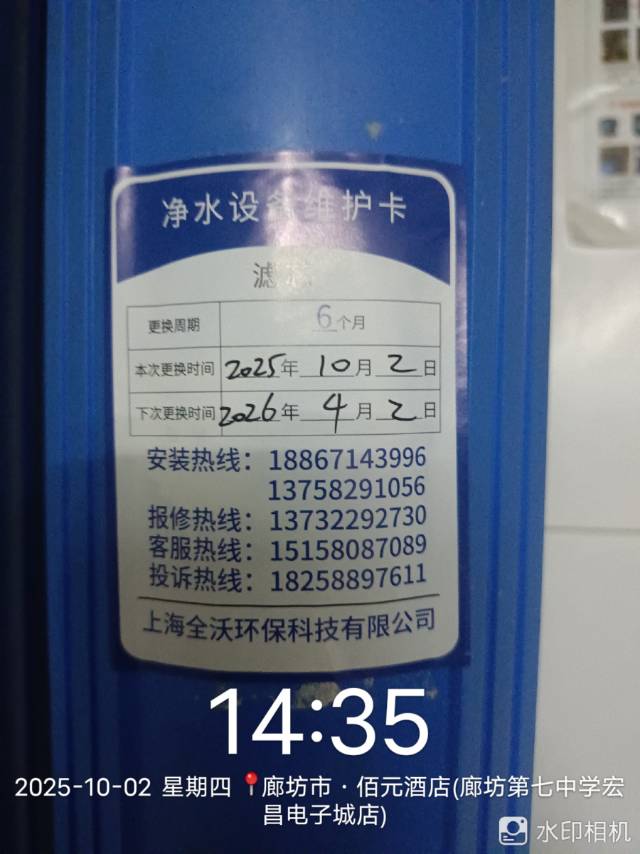 净水设备维护卡
滤芯
更换周期 6个月
本次更换时间 2025年10月2日
下次更换时间 2026年4月2日
安装热线：18867143996
13758291056
报修热线：13732292730
客服热线：15158087089
投诉热线：18258897611
上海全沃环保科技有限公司
14:35
2025-10-02 星期四 廊坊市·佰元酒店(廊坊第七中学宏
昌电子城店)
水印相机